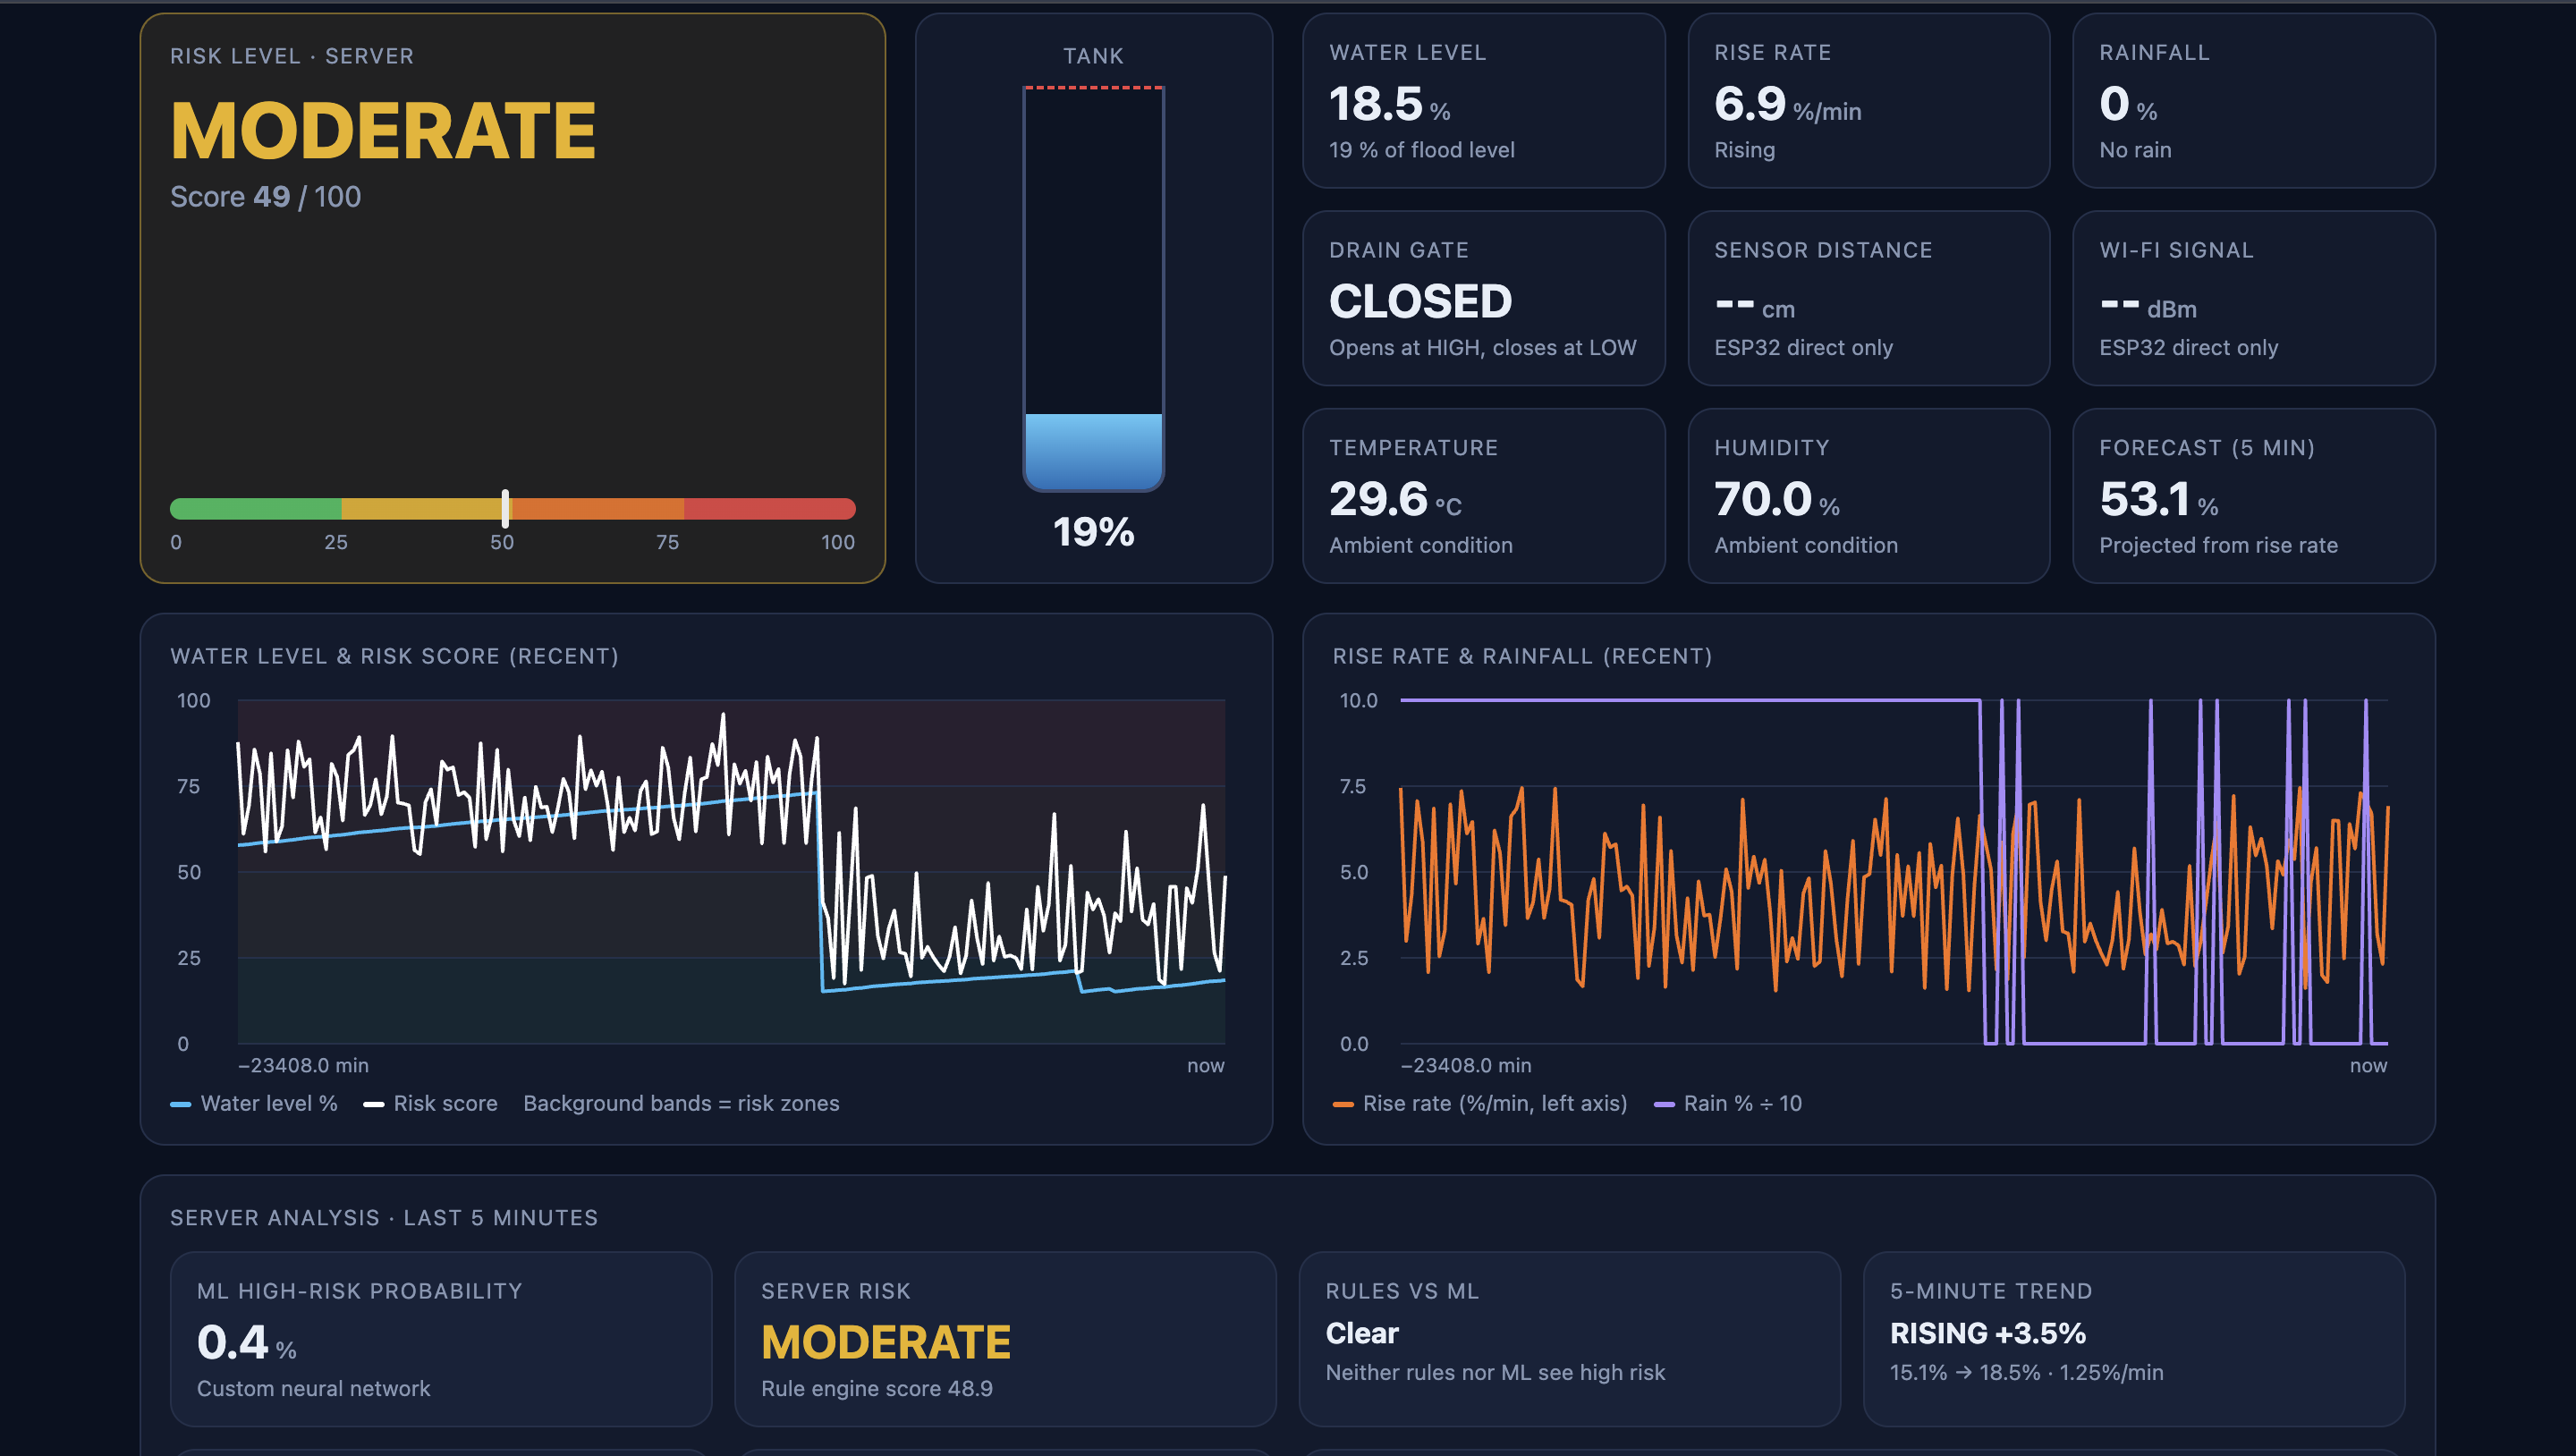 RISK LEVEL · SERVER
MODERATE
Score 49 / 100
0 25 50 75 100
TANK
19%
WATER LEVEL
18.5 %
19 % of flood level
RISE RATE
6.9 %/min
Rising
RAINFALL
0 %
No rain
DRAIN GATE
CLOSED
Opens at HIGH, closes at LOW
SENSOR DISTANCE
-- cm
ESP32 direct only
WI-FI SIGNAL
-- dBm
ESP32 direct only
TEMPERATURE
29.6 °C
Ambient condition
HUMIDITY
70.0 %
Ambient condition
FORECAST (5 MIN)
53.1 %
Projected from rise rate
WATER LEVEL & RISK SCORE (RECENT)
100
75
50
25
0
−23408.0 min now
Water level % Risk score Background bands = risk zones
RISE RATE & RAINFALL (RECENT)
10.0
7.5
5.0
2.5
0.0
−23408.0 min now
Rise rate (%/min, left axis) Rain % ÷ 10
SERVER ANALYSIS · LAST 5 MINUTES
ML HIGH-RISK PROBABILITY
0.4 %
Custom neural network
SERVER RISK
MODERATE
Rule engine score 48.9
RULES VS ML
Clear
Neither rules nor ML see high risk
5-MINUTE TREND
RISING +3.5%
15.1% → 18.5% · 1.25%/min